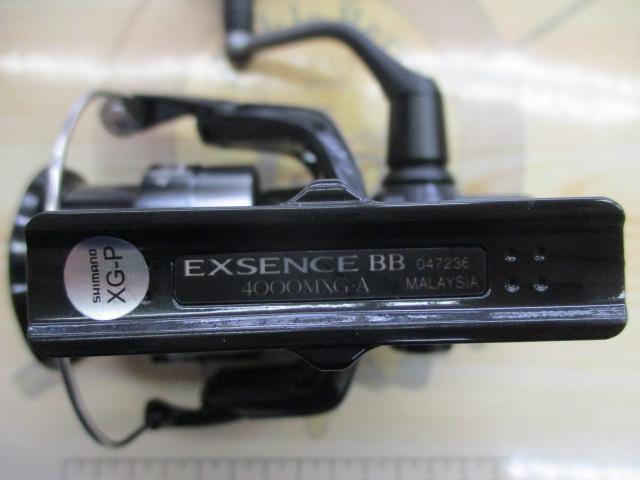 SHIMANO
XG-P
EXSENCE BB 047236
4000MXG-A MALAYSIA